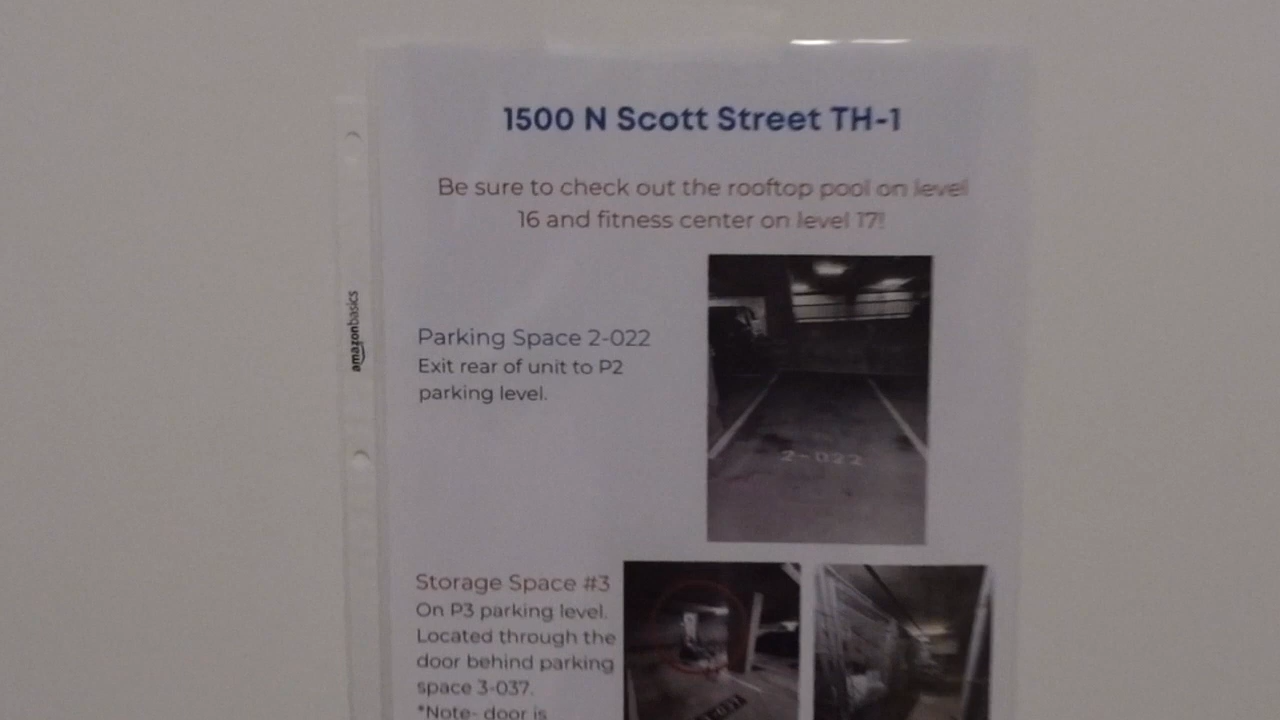 1500 N Scott Street TH-1
Be sure to check out the rooftop pool on level
16 and fitness center on level 17!
amazonbasics
Parking Space 2-022
Exit rear of unit to P2
parking level.
2-022
Storage Space #3
On P3 parking level.
Located through the
door behind parking
space 3-037.
*Note- door is